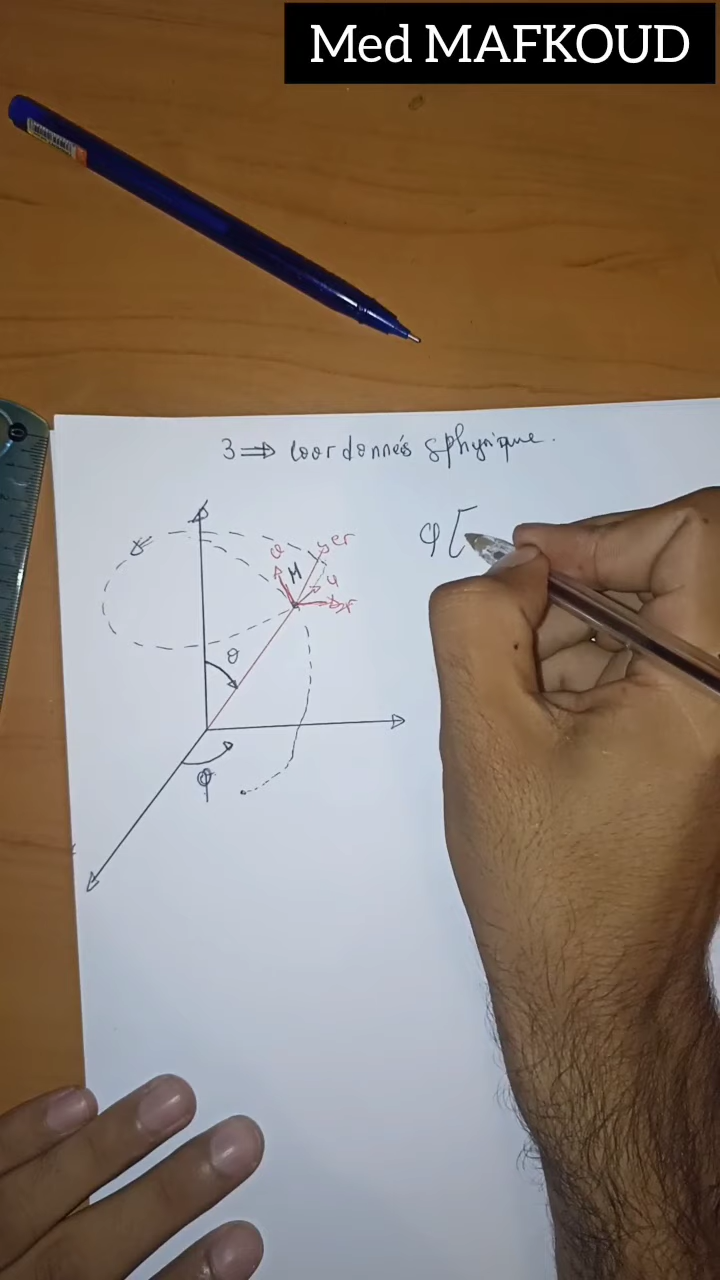 Med MAFKOUD
3 ⇒ Coordonnés sphyrique.
φ [
er
θ
M
φ
θ
φ